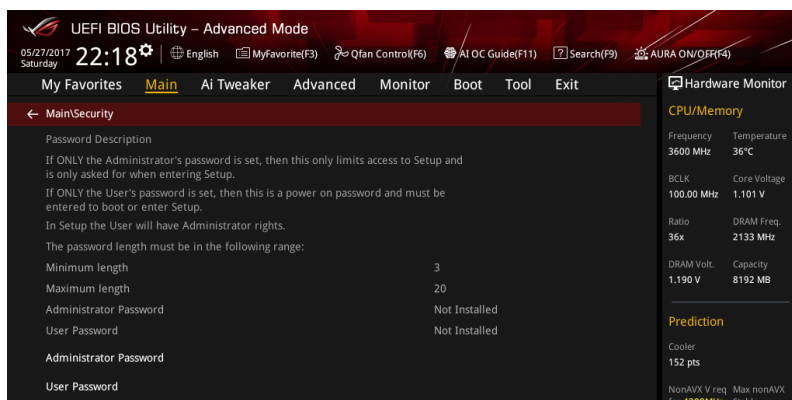 UEFI BIOS Utility – Advanced Mode
05/27/2017 22:18 English MyFavorite(F3) Qfan Control(F6) AI OC Guide(F11) ? Search(F9) AURA ON/OFF(F4)
Saturday
My Favorites Main Ai Tweaker Advanced Monitor Boot Tool Exit Hardware Monitor
← Main\Security
CPU/Memory
Password Description
Frequency Temperature
3600 MHz 36°C
If ONLY the Administrator's password is set, then this only limits access to Setup and
is only asked for when entering Setup.
BCLK Core Voltage
100.00 MHz 1.101 V
If ONLY the User's password is set, then this is a power on password and must be
entered to boot or enter Setup.
In Setup the User will have Administrator rights.
Ratio DRAM Freq.
36x 2133 MHz
The password length must be in the following range:
Minimum length 3
DRAM Volt. Capacity
1.190 V 8192 MB
Maximum length 20
Administrator Password Not Installed
User Password Not Installed
Prediction
Administrator Password
Cooler
152 pts
User Password
NonAVX V req Max nonAVX